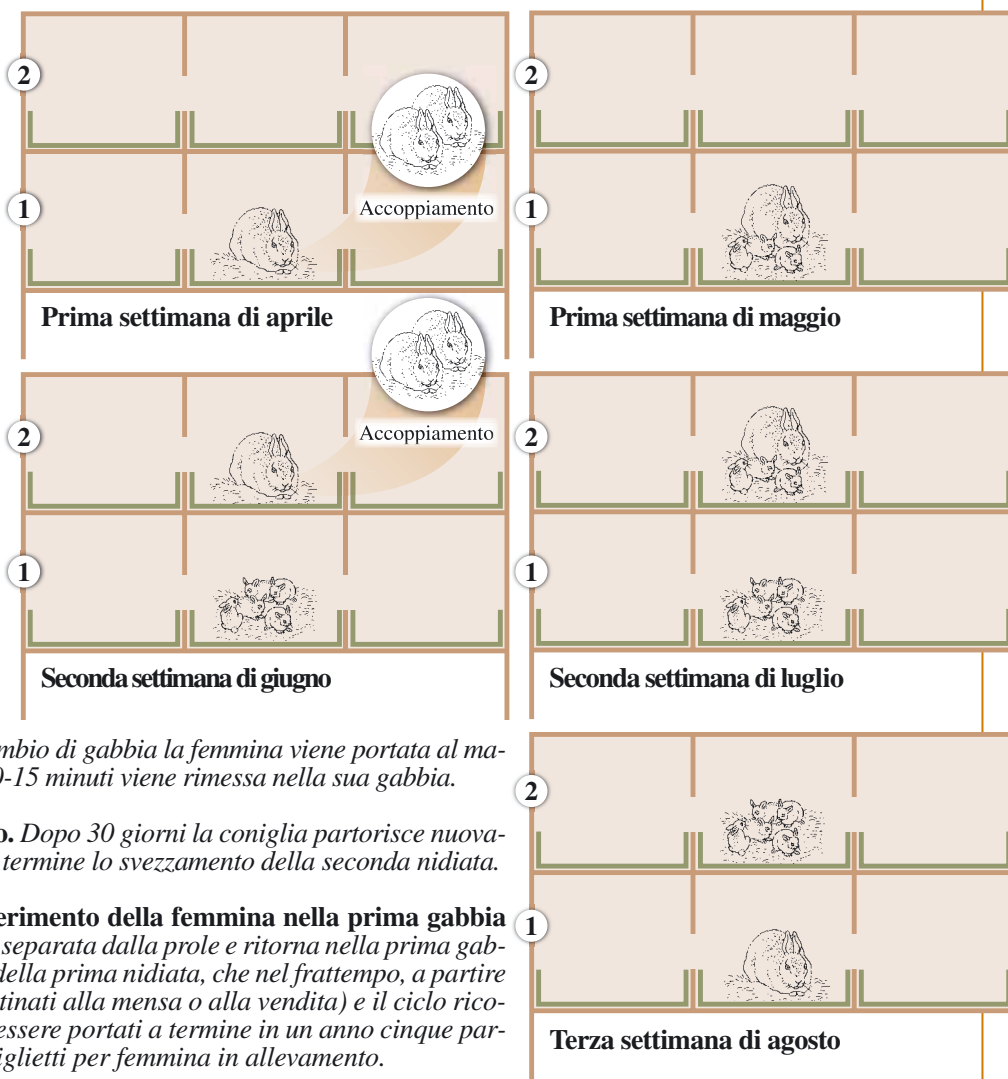 2
1
Accoppiamento
Prima settimana di aprile
2
1
Prima settimana di maggio
2
Accoppiamento
1
Seconda settimana di giugno
2
1
Seconda settimana di luglio
mbio di gabbia la femmina viene portata al ma-
0-15 minuti viene rimessa nella sua gabbia.
o. Dopo 30 giorni la coniglia partorisce nuova-
termine lo svezzamento della seconda nidiata.
erimento della femmina nella prima gabbia
separata dalla prole e ritorna nella prima gab-
della prima nidiata, che nel frattempo, a partire
tinati alla mensa o alla vendita) e il ciclo rico-
essere portati a termine in un anno cinque par-
iglietti per femmina in allevamento.
2
1
Terza settimana di agosto